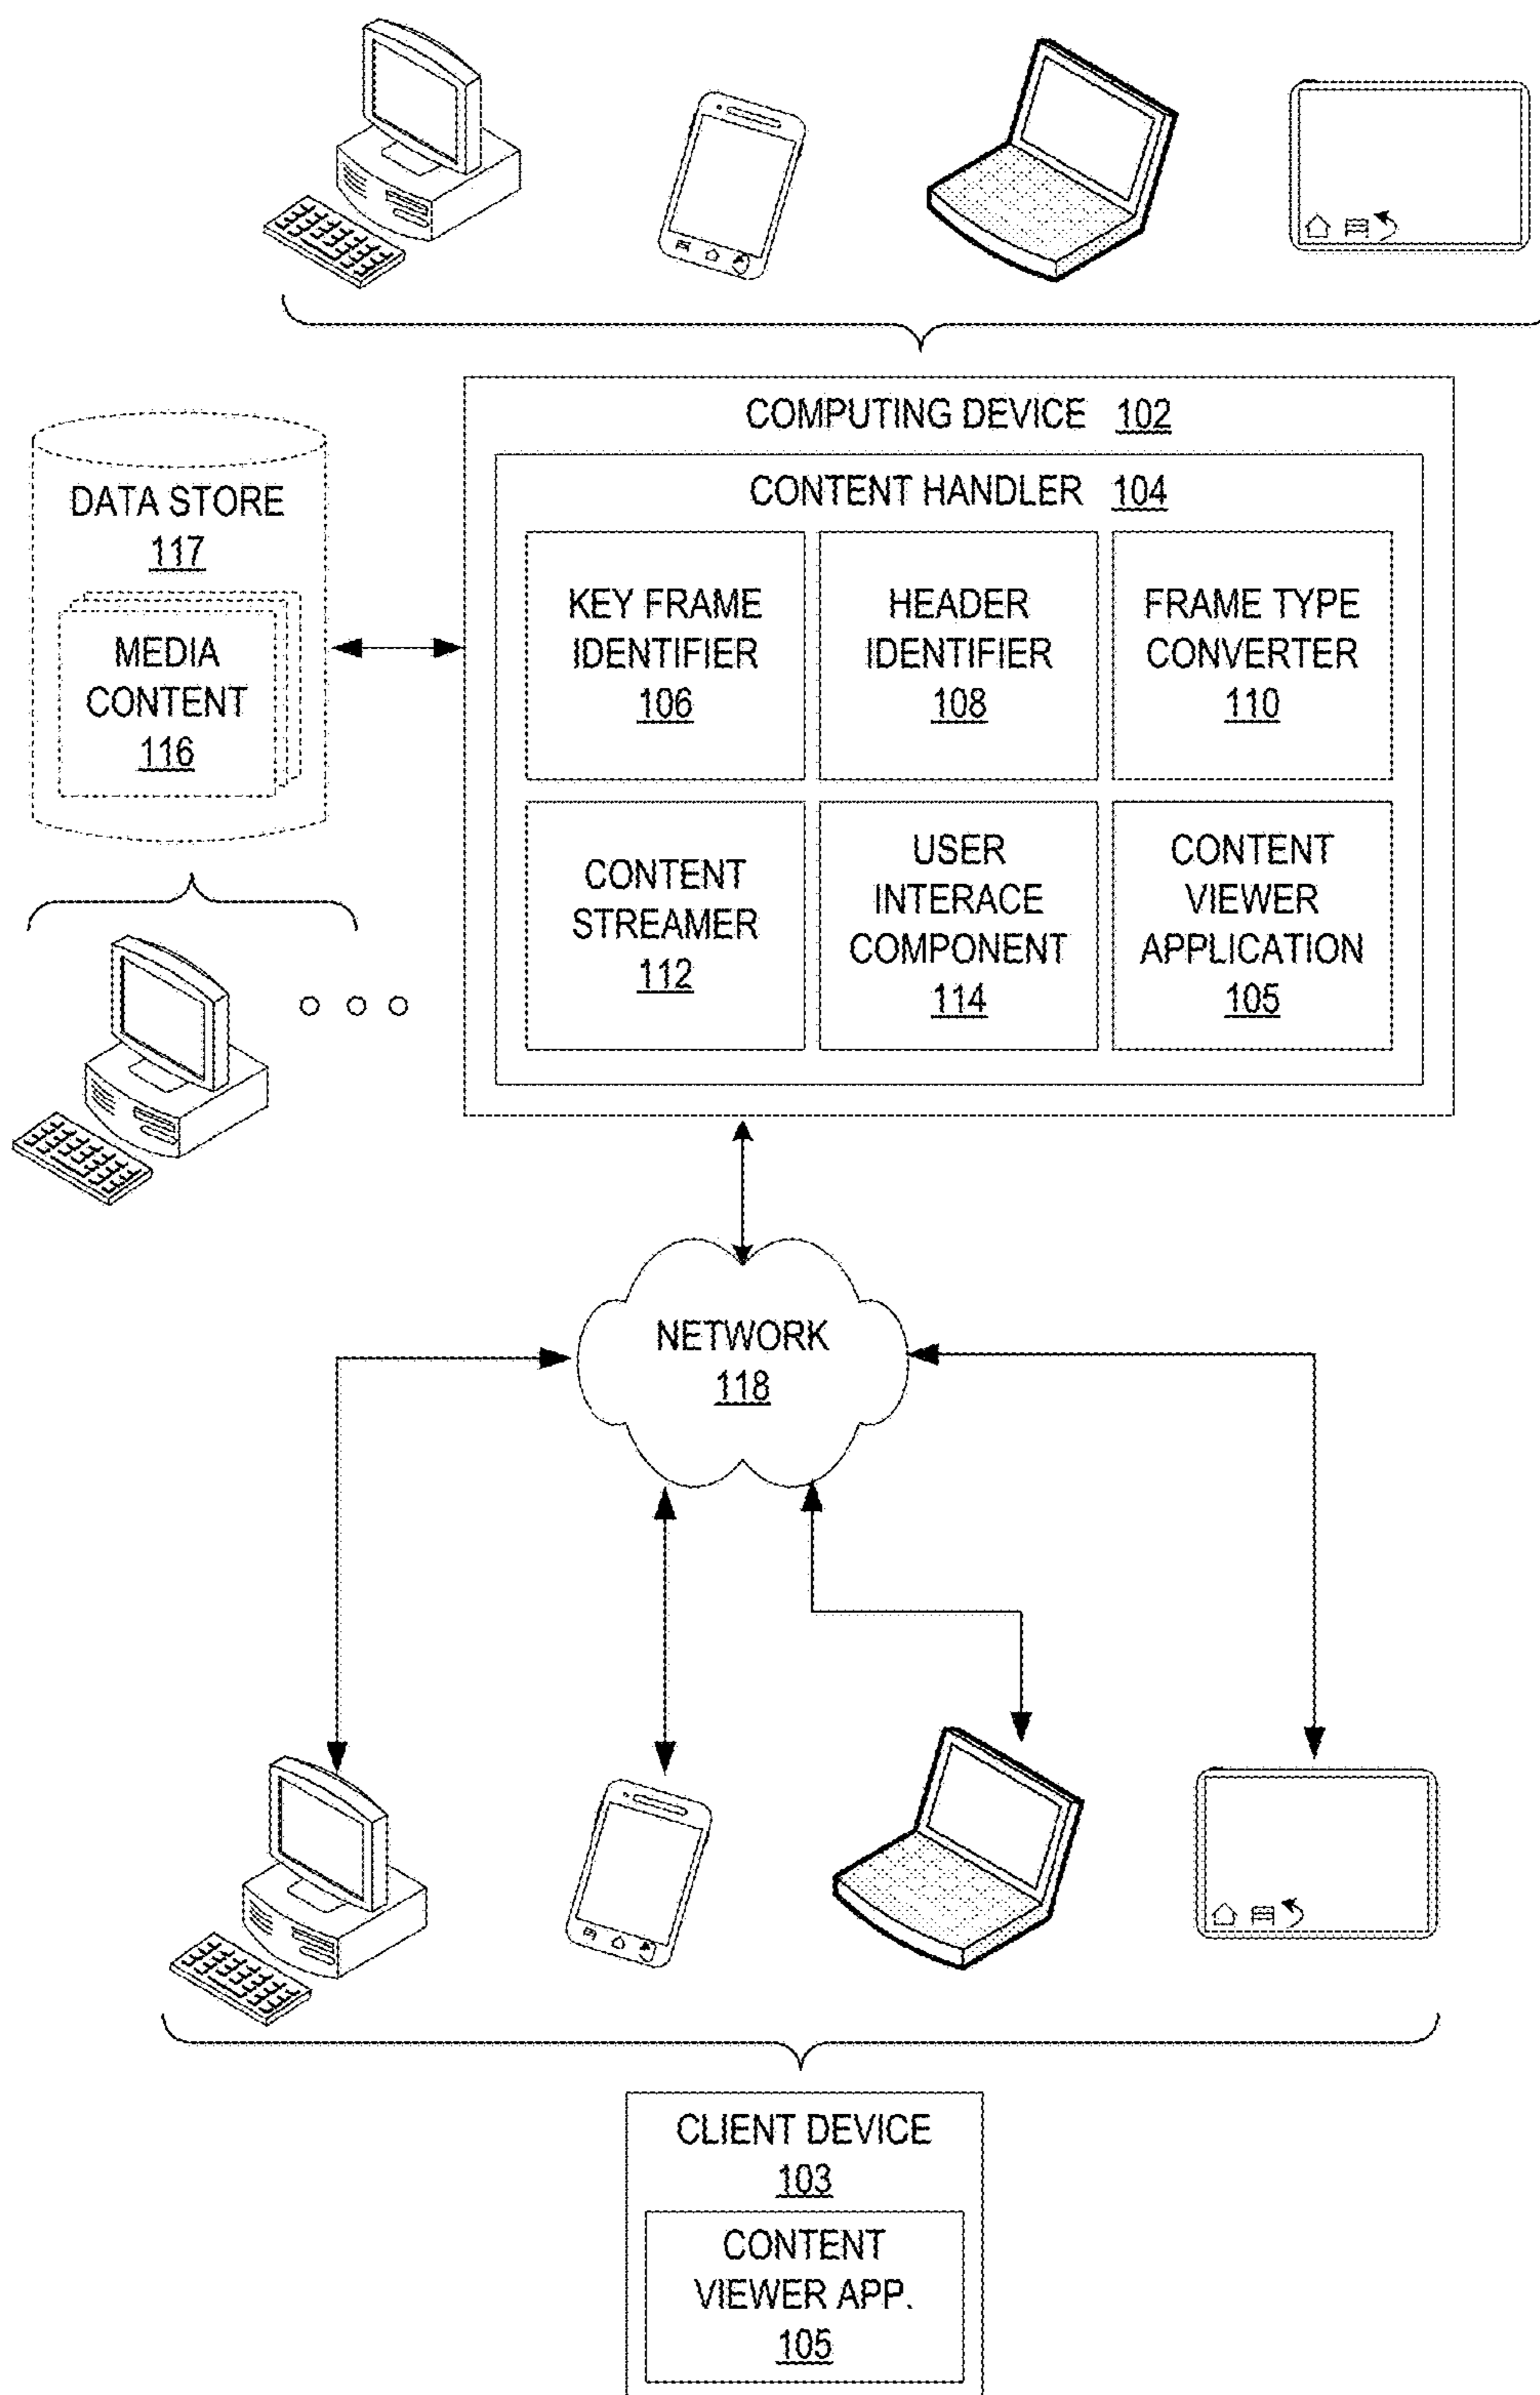 COMPUTING DEVICE 102
CONTENT HANDLER 104
DATA STORE
117
MEDIA
CONTENT
116
KEY FRAME
IDENTIFIER
106
HEADER
IDENTIFIER
108
FRAME TYPE
CONVERTER
110
CONTENT
STREAMER
112
USER
INTERACE
COMPONENT
114
CONTENT
VIEWER
APPLICATION
105
NETWORK
118
CLIENT DEVICE
103
CONTENT
VIEWER APP.
105